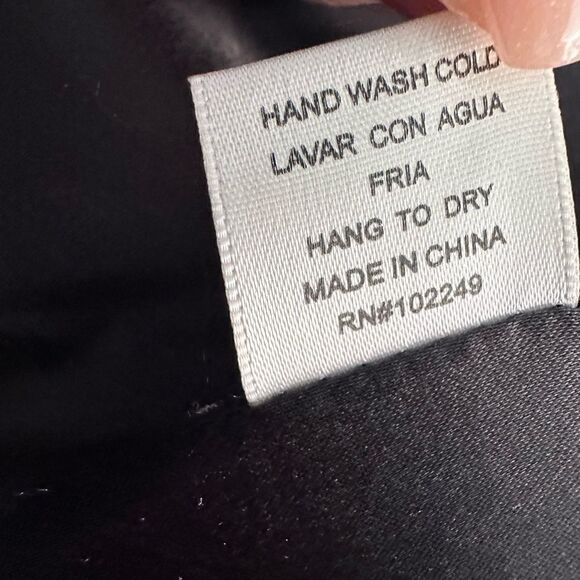 HAND WASH COLD
LAVAR CON AGUA
FRIA
HANG TO DRY
MADE IN CHINA
RN#102249